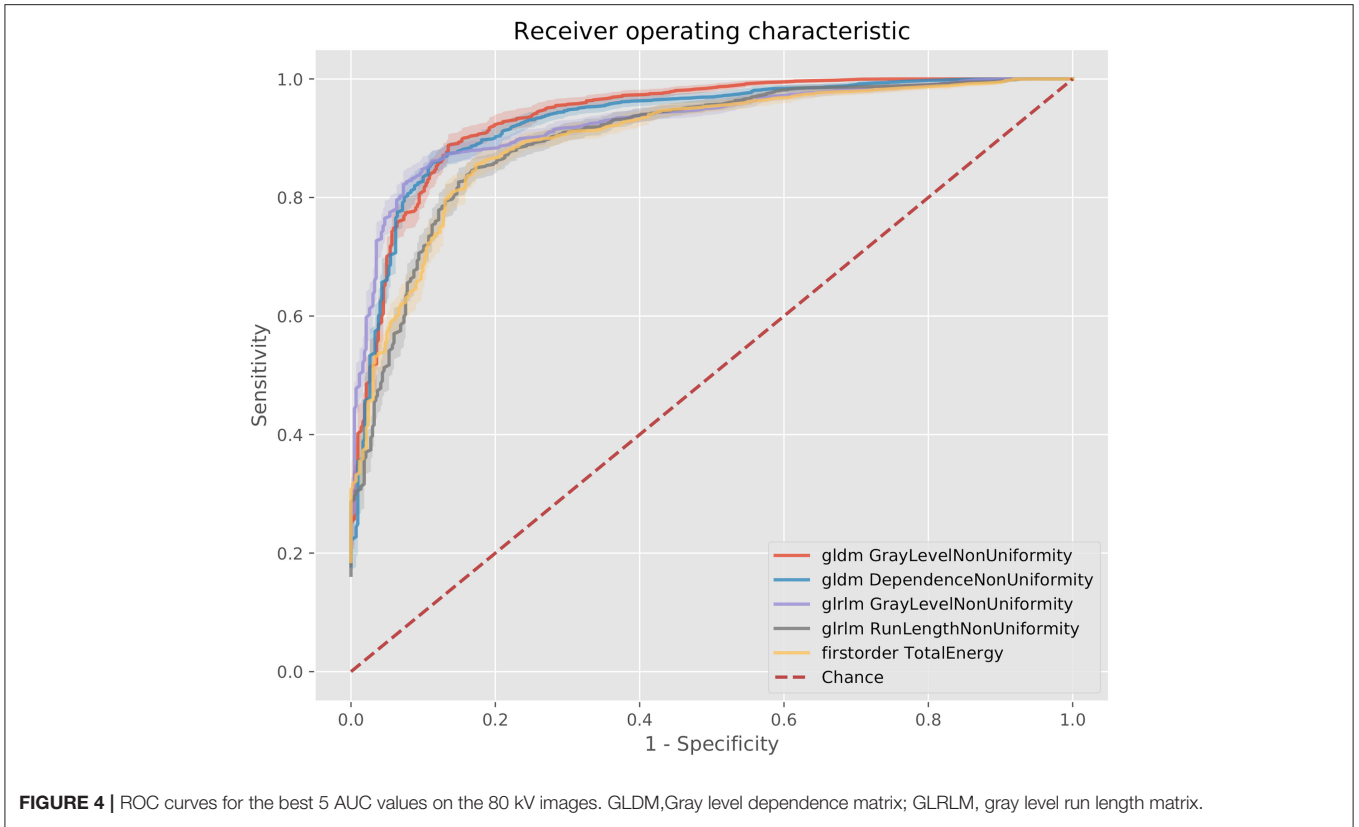 Receiver operating characteristic
1.0
0.8
0.6
0.4
0.2
0.0
Sensitivity
gldm GrayLevelNonUniformity
gldm DependenceNonUniformity
glrlm GrayLevelNonUniformity
glrlm RunLengthNonUniformity
firstorder TotalEnergy
Chance
0.0 0.2 0.4 0.6 0.8 1.0
1 - Specificity
FIGURE 4 | ROC curves for the best 5 AUC values on the 80 kV images. GLDM,Gray level dependence matrix; GLRLM, gray level run length matrix.